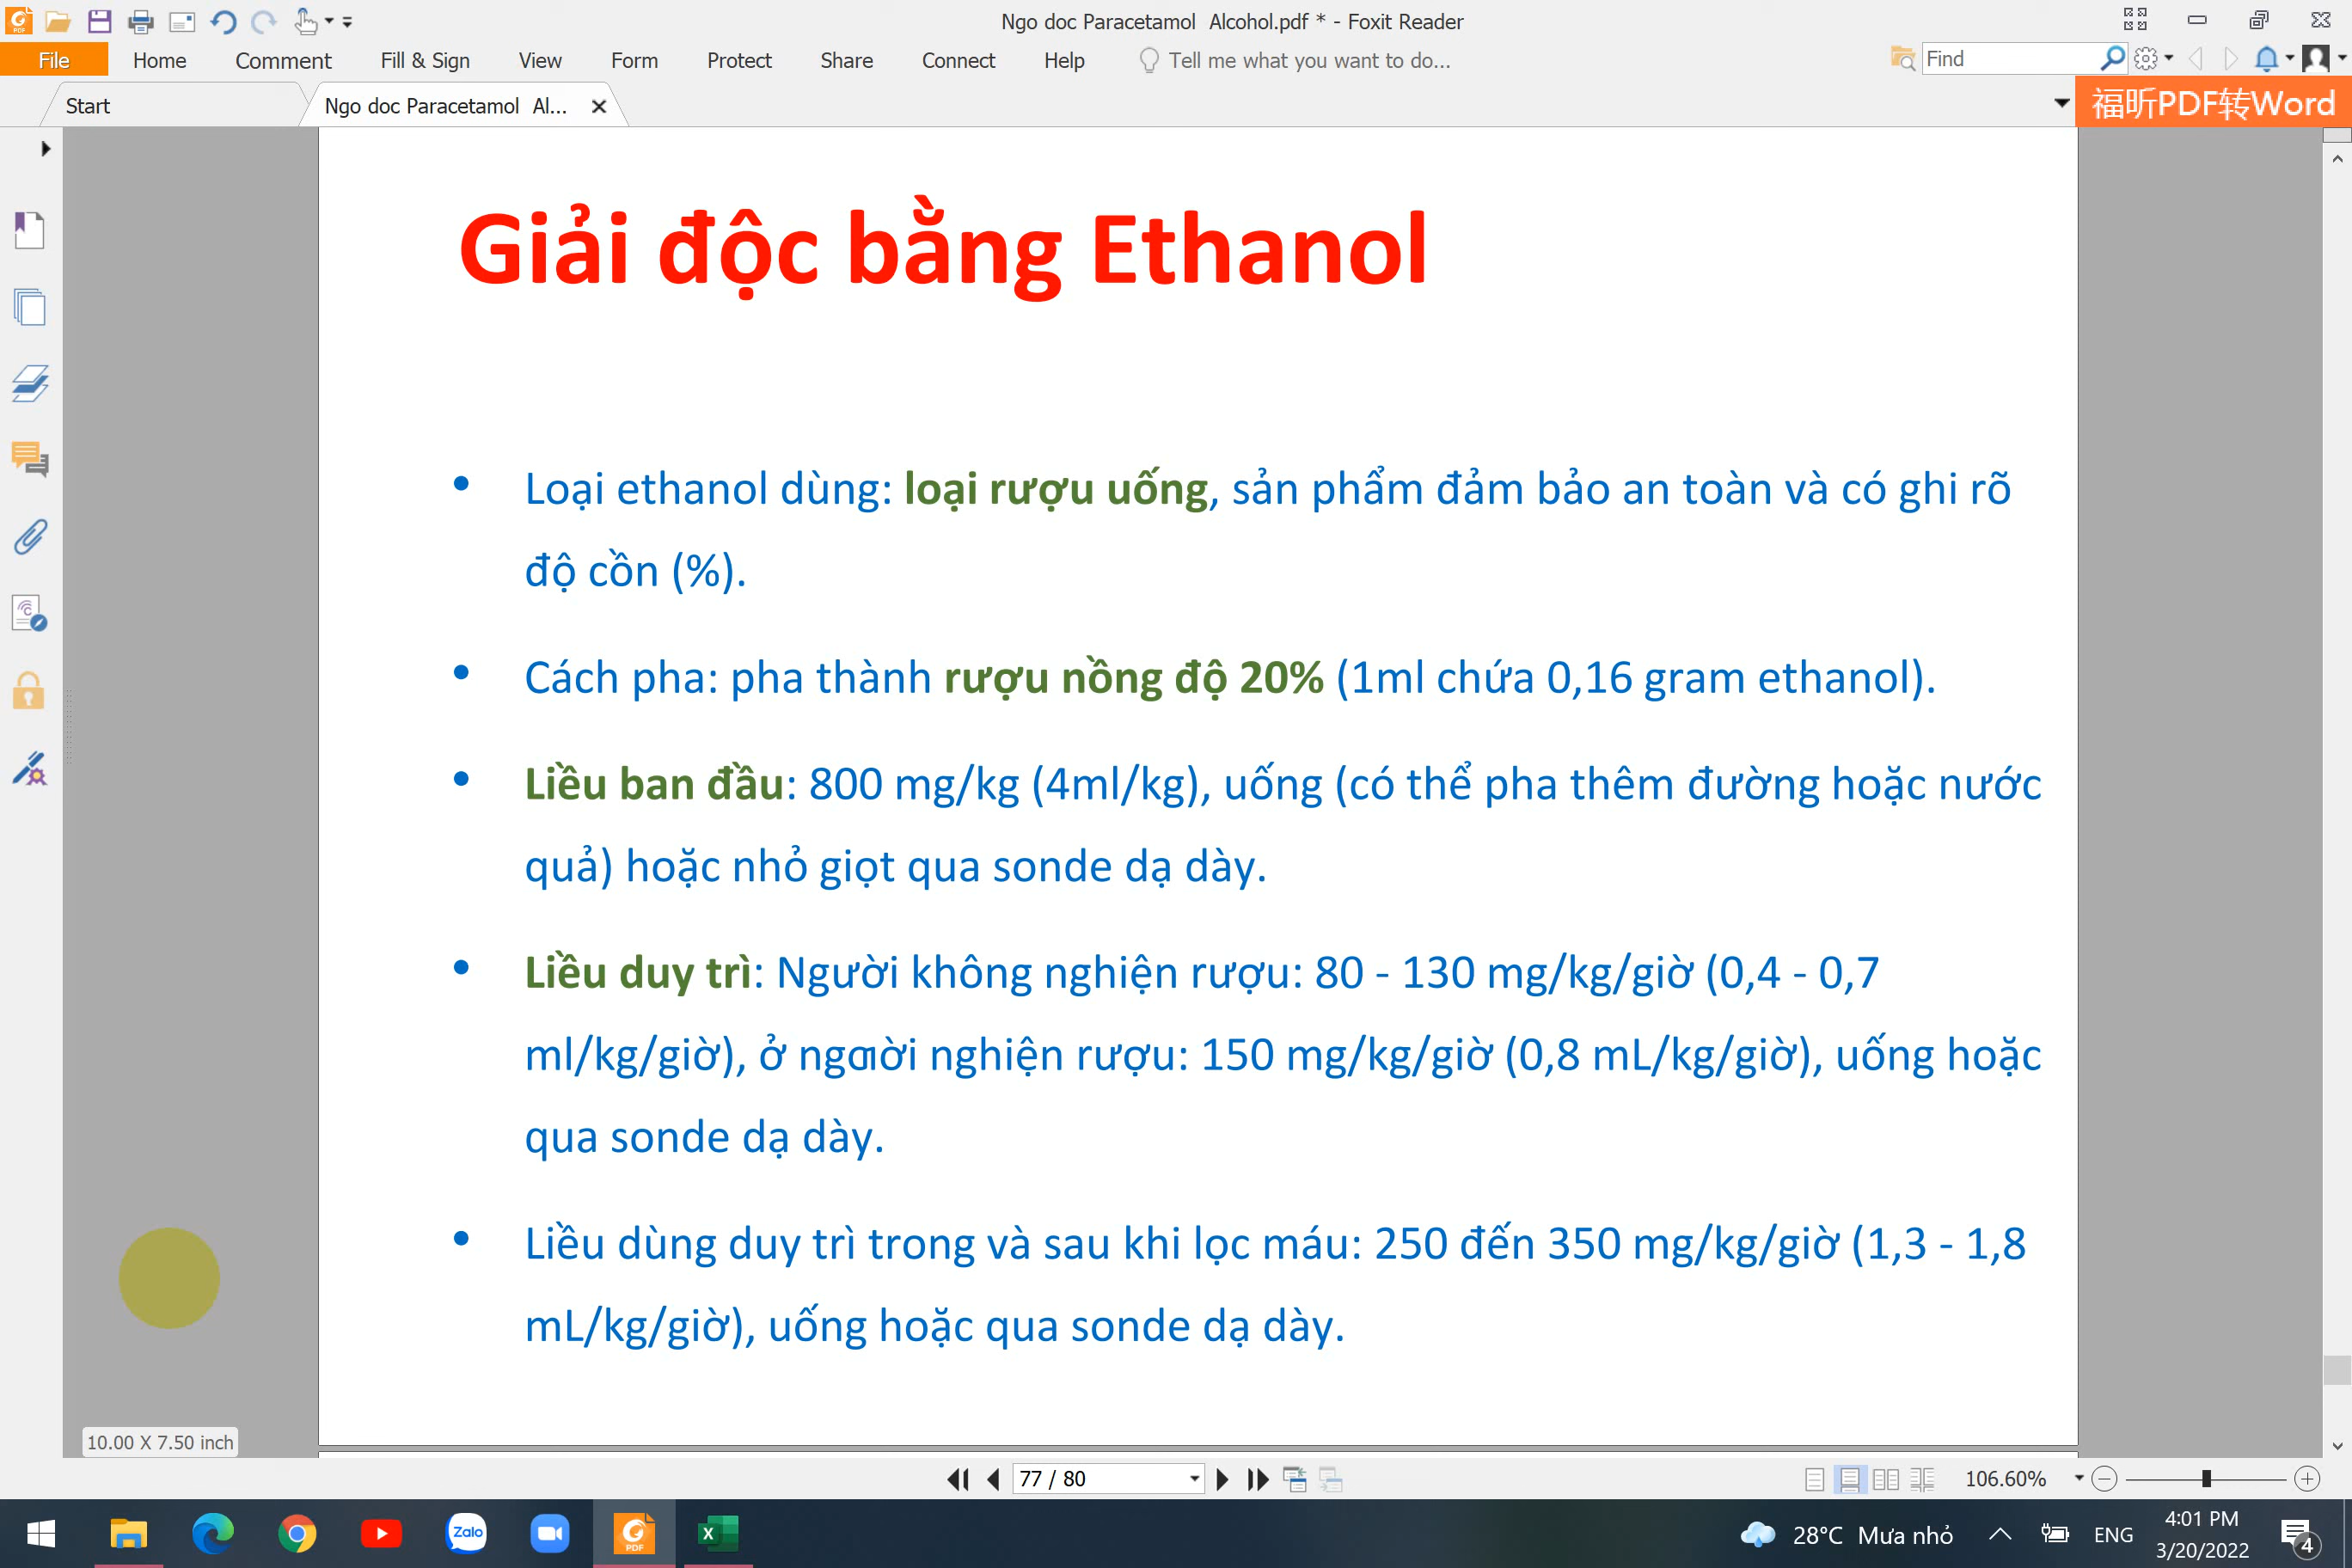 Ngo doc Paracetamol  Alcohol.pdf * - Foxit Reader
File Home Comment Fill & Sign View Form Protect Share Connect Help Tell me what you want to do... Find
Start Ngo doc Paracetamol  Al... 福昕PDF转Word
Giải độc bằng Ethanol
• Loại ethanol dùng: loại rượu uống, sản phẩm đảm bảo an toàn và có ghi rõ
độ cồn (%).
• Cách pha: pha thành rượu nồng độ 20% (1ml chứa 0,16 gram ethanol).
• Liều ban đầu: 800 mg/kg (4ml/kg), uống (có thể pha thêm đường hoặc nước
quả) hoặc nhỏ giọt qua sonde dạ dày.
• Liều duy trì: Người không nghiện rượu: 80 - 130 mg/kg/giờ (0,4 - 0,7
ml/kg/giờ), ở ngƣời nghiện rượu: 150 mg/kg/giờ (0,8 mL/kg/giờ), uống hoặc
qua sonde dạ dày.
• Liều dùng duy trì trong và sau khi lọc máu: 250 đến 350 mg/kg/giờ (1,3 - 1,8
mL/kg/giờ), uống hoặc qua sonde dạ dày.
10.00 X 7.50 inch
77 / 80 106.60%
Zalo PDF X 28°C Mưa nhỏ ENG 4:01 PM
3/20/2022 4